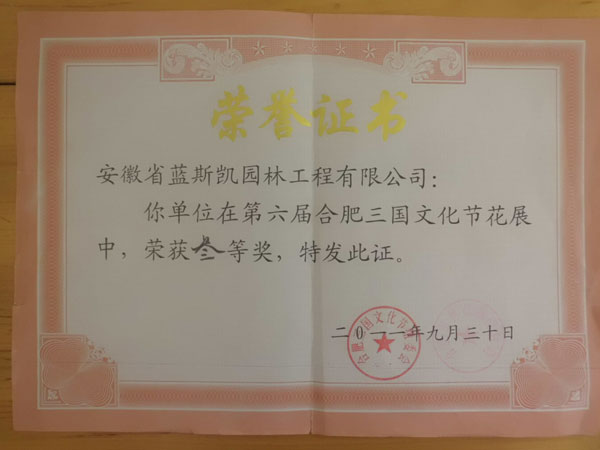 荣誉证书
安徽省蓝斯凯园林工程有限公司：
你单位在第六届合肥三国文化节花展
中，荣获叁等奖，特发此证。
二〇一一年九月三十日